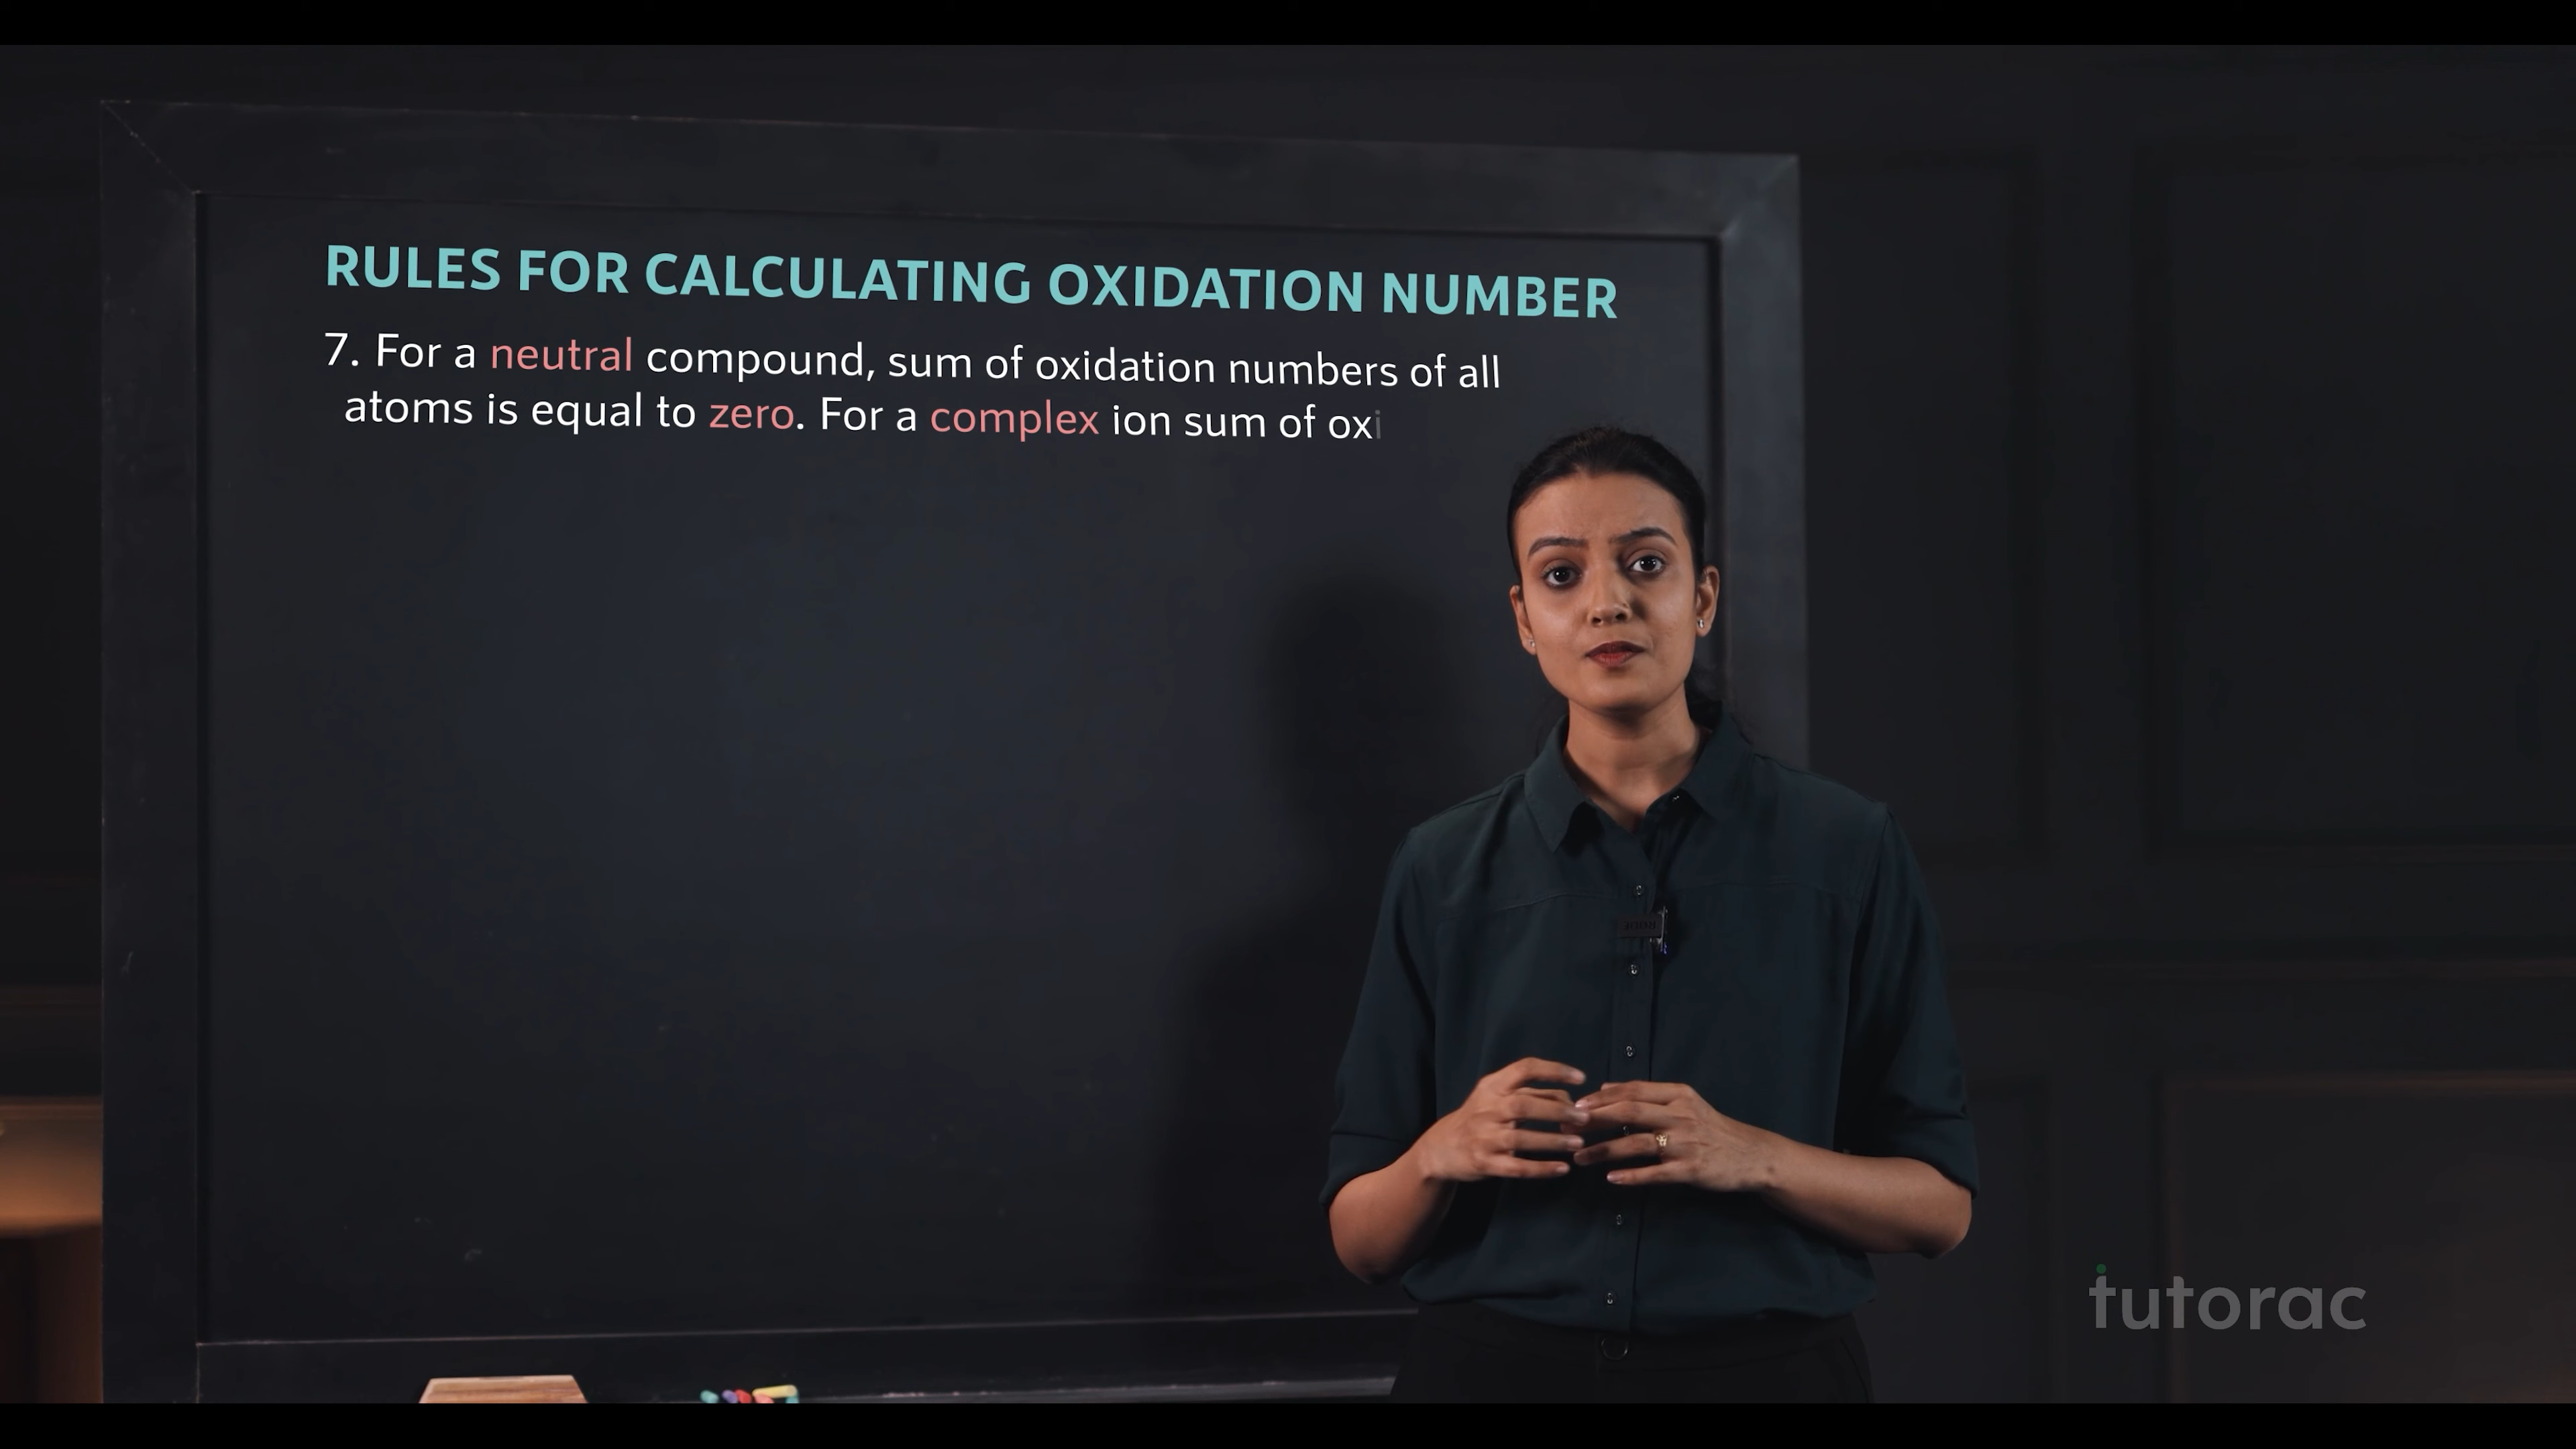 RULES FOR CALCULATING OXIDATION NUMBER
7. For a neutral compound, sum of oxidation numbers of all
atoms is equal to zero. For a complex ion sum of oxi
tutorac